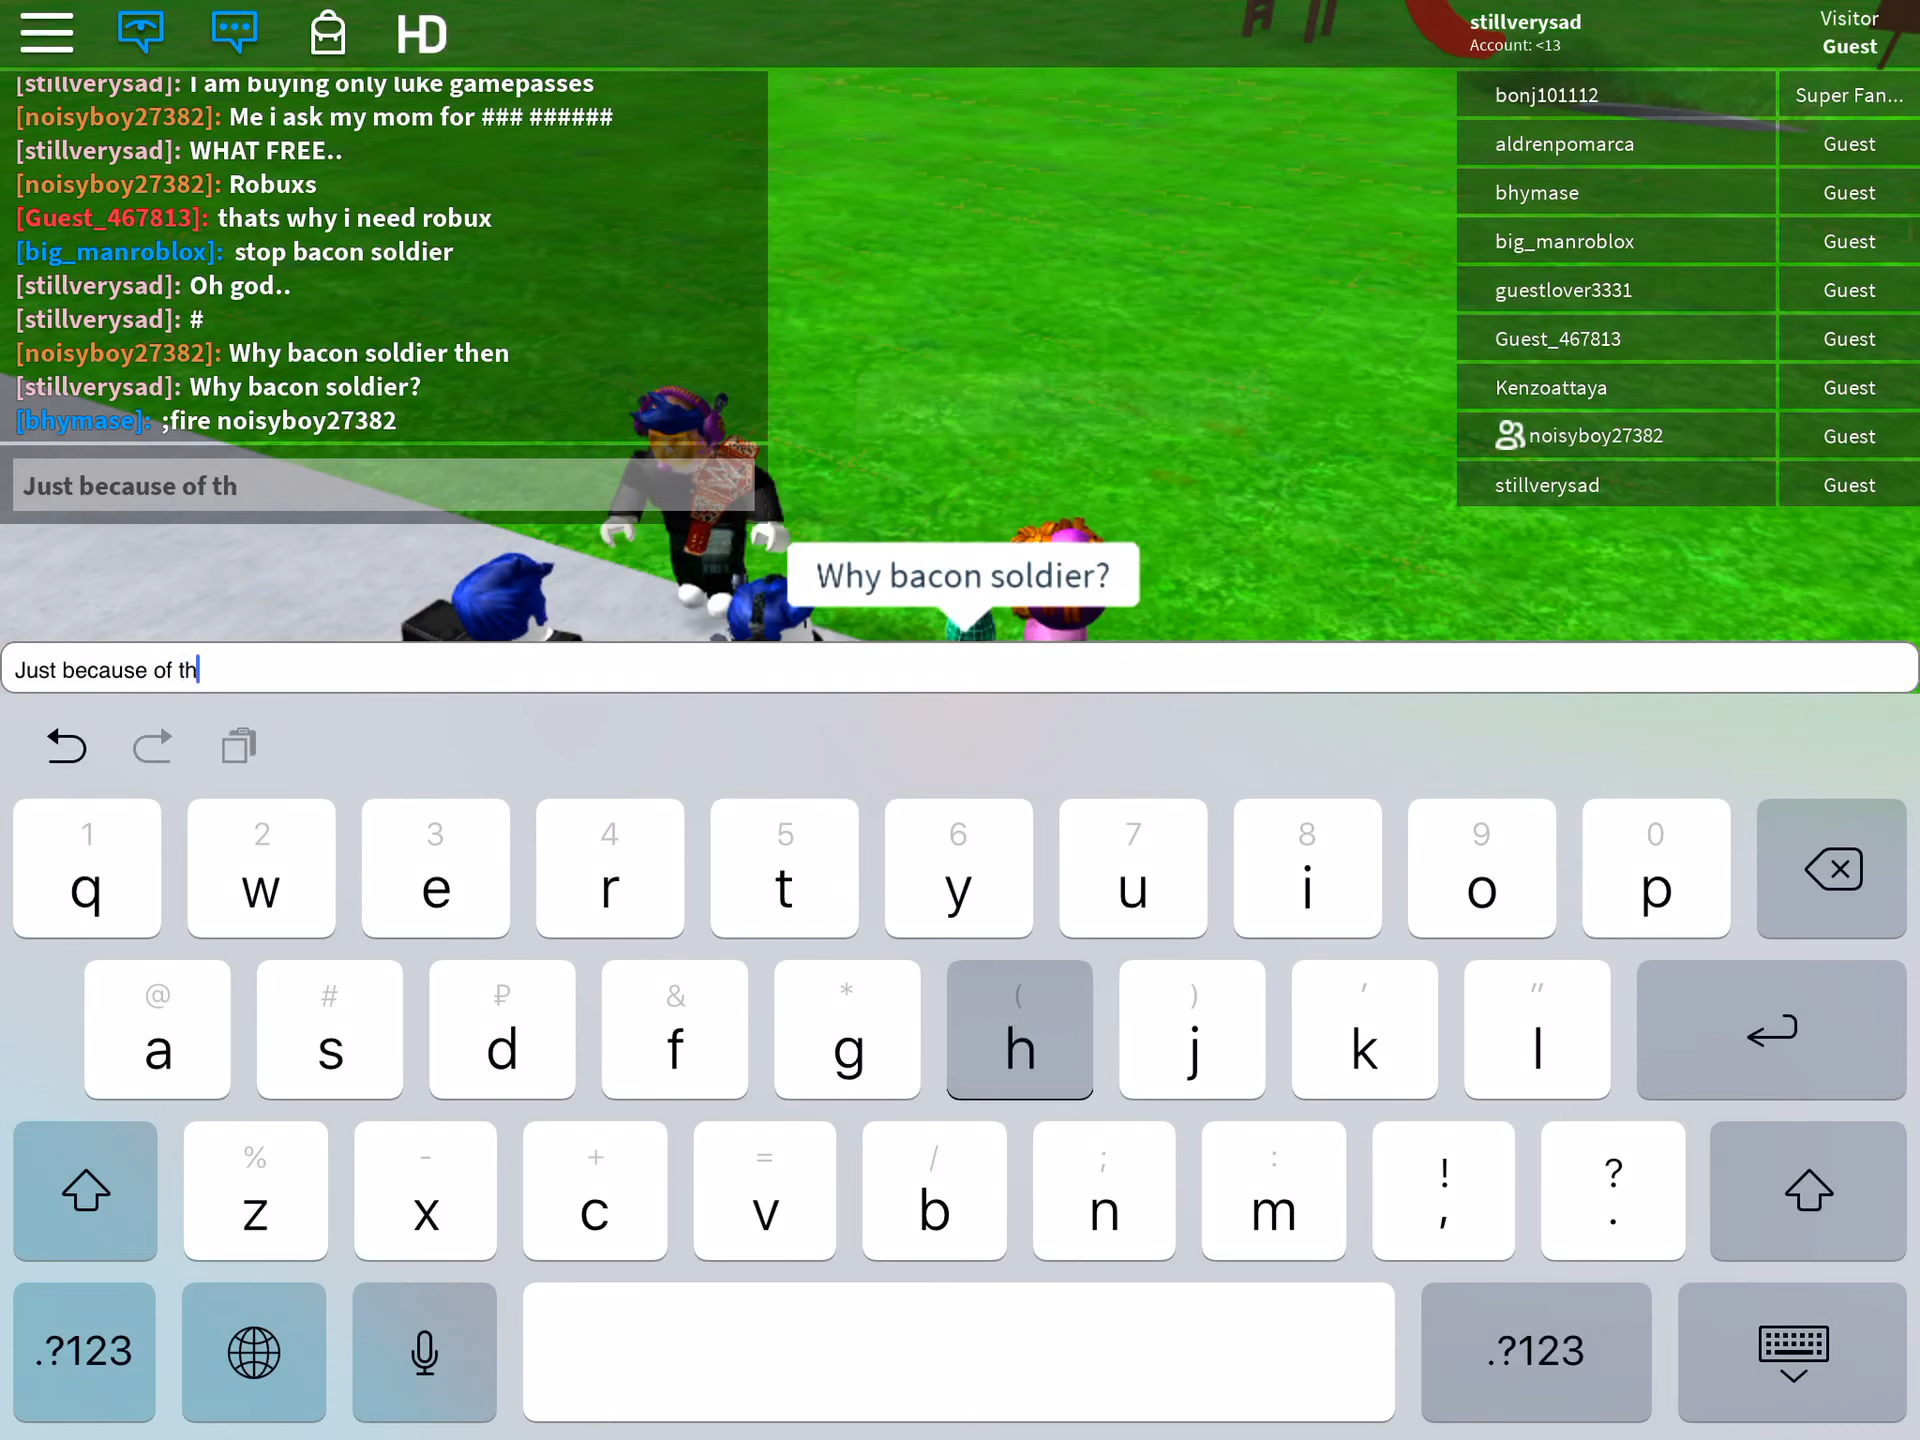 HD
stillverysad
Account: <13
Visitor
Guest
[stillverysad]: I am buying only luke gamepasses
[noisyboy27382]: Me i ask my mom for ### ######
[stillverysad]: WHAT FREE..
[noisyboy27382]: Robuxs
[Guest_467813]: thats why i need robux
[big_manroblox]: stop bacon soldier
[stillverysad]: Oh god..
[stillverysad]: #
[noisyboy27382]: Why bacon soldier then
[stillverysad]: Why bacon soldier?
[bhymase]: ;fire noisyboy27382
Just because of th
bonj101112 Super Fan...
aldrenpomarca Guest
bhymase Guest
big_manroblox Guest
guestlover3331 Guest
Guest_467813 Guest
Kenzoattaya Guest
noisyboy27382 Guest
stillverysad Guest
Why bacon soldier?
Just because of th
1 2 3 4 5 6 7 8 9 0
q w e r t y u i o p
@ # ₽ & * ( ) ' "
a s d f g h j k l
% - + = / ; : ! ?
z x c v b n m , .
.?123 .?123